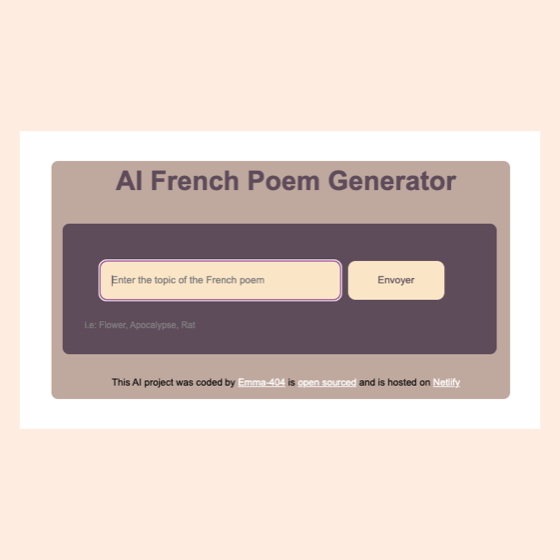 AI French Poem Generator
Enter the topic of the French poem
Envoyer
i.e: Flower, Apocalypse, Rat
This AI project was coded by Emma-404 is open sourced and is hosted on Netlify